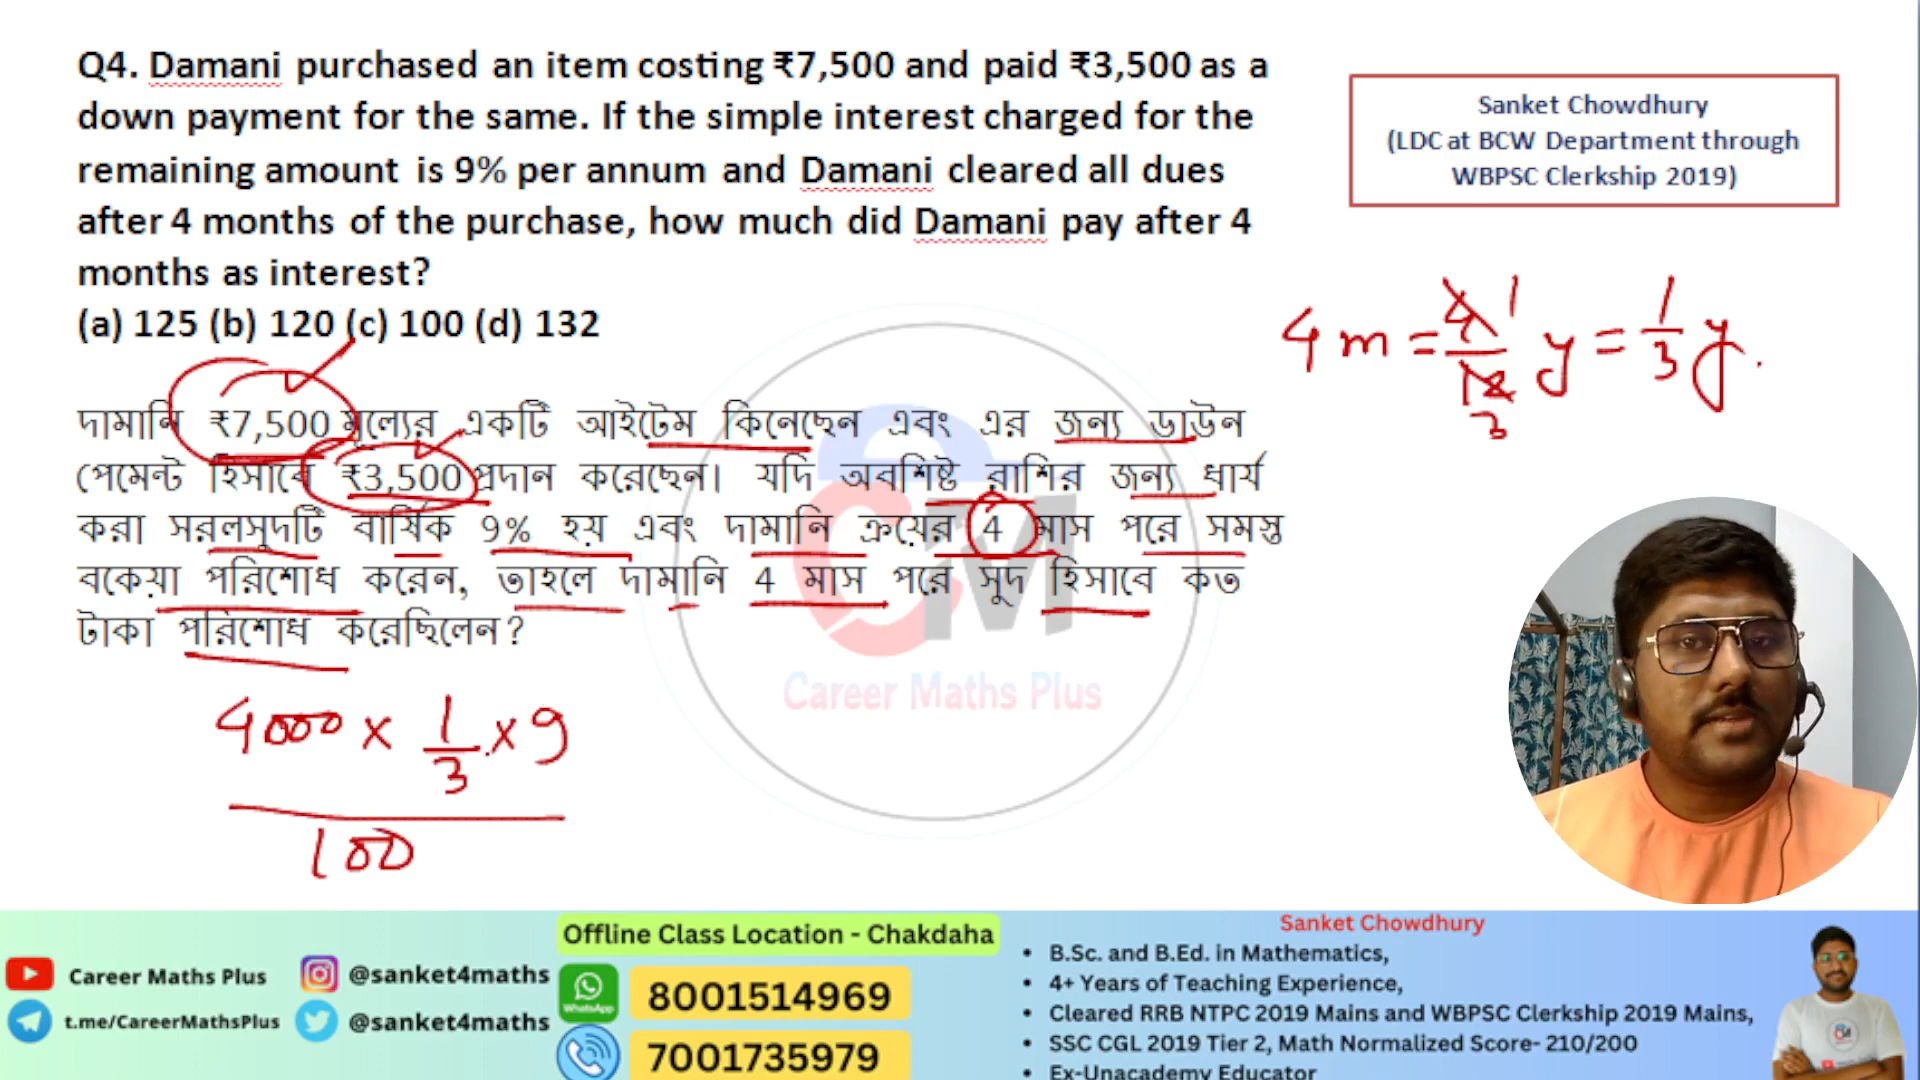 Q4. Damani purchased an item costing ₹7,500 and paid ₹3,500 as a
down payment for the same. If the simple interest charged for the
remaining amount is 9% per annum and Damani cleared all dues
after 4 months of the purchase, how much did Damani pay after 4
months as interest?
(a) 125 (b) 120 (c) 100 (d) 132
Sanket Chowdhury
(LDC at BCW Department through
WBPSC Clerkship 2019)
4 m = 4/12 1/3 y = 1/3 y.
দামানি ₹7,500 মূল্যের একটি আইটেম কিনেছেন এবং এর জন্য ডাউন
পেমেন্ট হিসাবে ₹3,500 প্রদান করেছেন। যদি অবশিষ্ট রাশির জন্য ধার্য
করা সরলসুদটি বার্ষিক 9% হয় এবং দামানি ক্রয়ের 4 মাস পরে সমস্ত
বকেয়া পরিশোধ করেন, তাহলে দামানি 4 মাস পরে সুদ হিসাবে কত
টাকা পরিশোধ করেছিলেন?
CM
Career Maths Plus
4000 x 1/3 x 9
100
Offline Class Location - Chakdaha
Career Maths Plus
@sanket4maths
t.me/CareerMathsPlus
@sanket4maths
WhatsApp
8001514969
7001735979
Sanket Chowdhury
• B.Sc. and B.Ed. in Mathematics,
• 4+ Years of Teaching Experience,
• Cleared RRB NTPC 2019 Mains and WBPSC Clerkship 2019 Mains,
• SSC CGL 2019 Tier 2, Math Normalized Score- 210/200
• Ex-Unacademy Educator